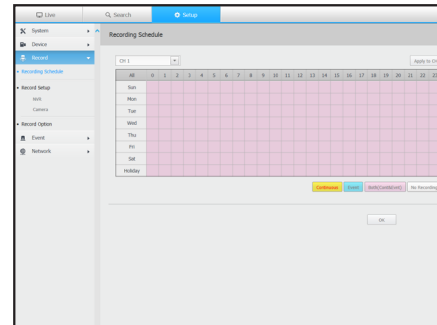 Live Search Setup
System
Device
Record
Recording Schedule
Record Setup
NVR
Camera
Record Option
Event
Network
Recording Schedule
CH 1
Apply to CH
All 0 1 2 3 4 5 6 7 8 9 10 11 12 13 14 15 16 17 18 19 20 21 22 23
Sun
Mon
Tue
Wed
Thu
Fri
Sat
Holiday
Continuous Event Both(Cont&Evnt) No Recording
OK